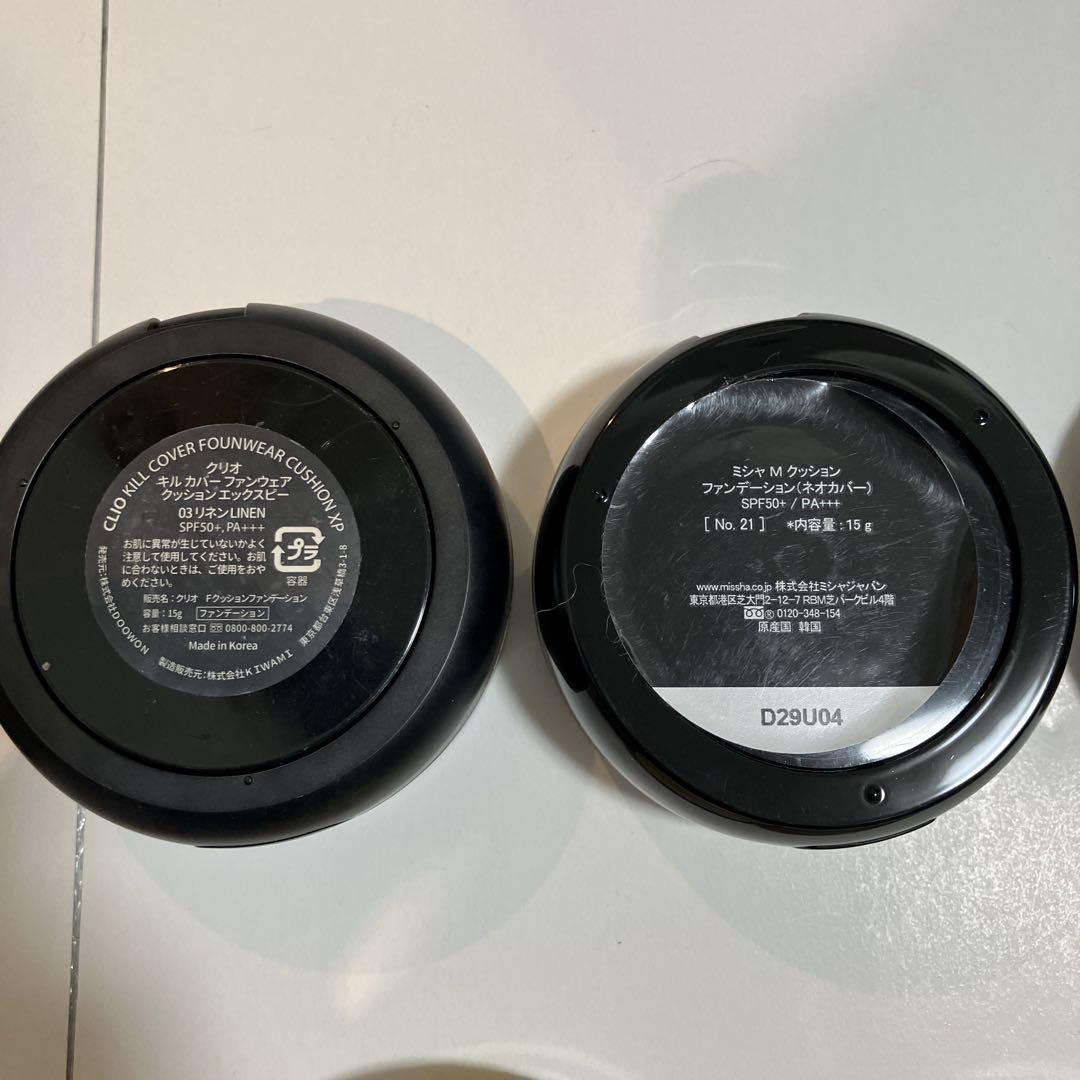 CLIO KILL COVER FOUNWEAR CUSHION XP
クリオ
キル カバー ファンウェア
クッション エックスピー
03 リネン LINEN
SPF50+, PA+++
お肌に異常が生じていないかよく
注意して使用してください。お肌
に合わないときは、ご使用をおや
めください。
プラ
容器
販売名:クリオ Fクッションファンデーション
容量:15g ファンデーション
お客様相談窓口 0800-800-2774
Made in Korea
発売元:株式会社DOOWON
製造販売元:株式会社KIWAMI 東京都台東区浅草橋3-1-8
ミシャ M クッション
ファンデーション(ネオカバー)
SPF50+ / PA+++
[ No. 21 ] *内容量 : 15 g
www.missha.co.jp 株式会社ミシャジャパン
東京都港区芝大門2-12-7 RBM芝パークビル4階
0120-348-154
原産国 韓国
D29U04